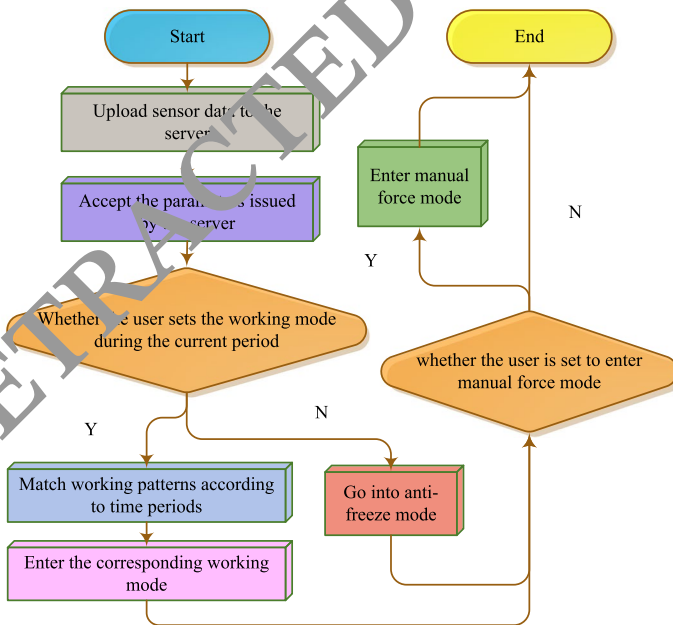 Start
Upload sensor data to the
server
Accept the parameters issued
by the server
Whether the user sets the working mode
during the current period
Y
N
Match working patterns according
to time periods
Enter the corresponding working
mode
Go into anti-
freeze mode
End
Enter manual
force mode
Y
N
whether the user is set to enter
manual force mode
ETRACTED